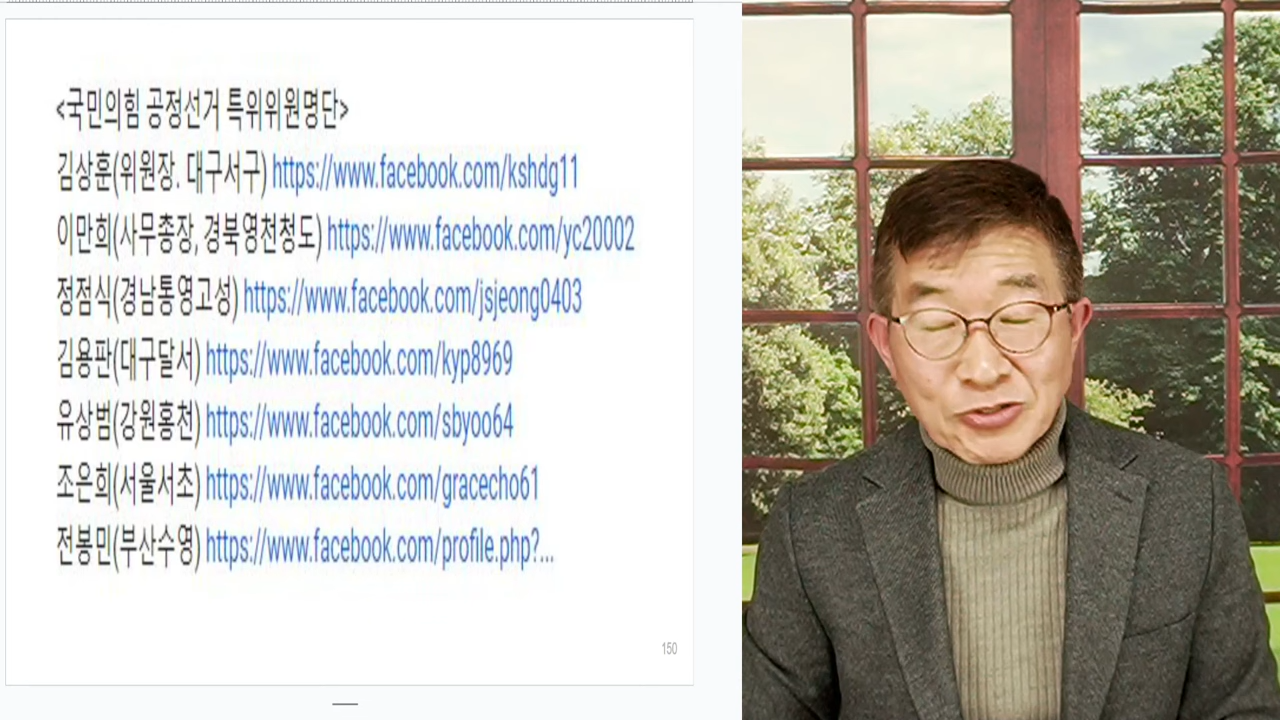 <국민의힘 공정선거 특위위원명단>
김상훈(위원장. 대구서구) https://www.facebook.com/kshdg11
이만희(사무총장, 경북영천청도) https://www.facebook.com/yc20002
정점식(경남통영고성) https://www.facebook.com/jsjeong0403
김용판(대구달서) https://www.facebook.com/kyp8969
유상범(강원홍천) https://www.facebook.com/sbyoo64
조은희(서울서초) https://www.facebook.com/gracecho61
전봉민(부산수영) https://www.facebook.com/profile.php?...
150